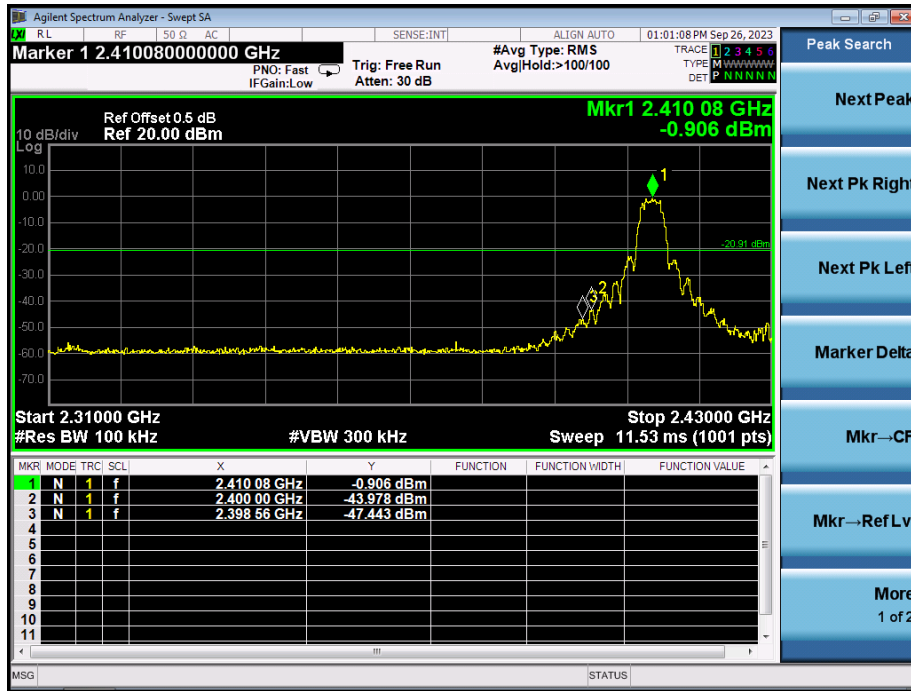 Agilent Spectrum Analyzer - Swept SA
LXI RL RF 50 Ω AC SENSE:INT ALIGN AUTO 01:01:08 PM Sep 26, 2023
Marker 1 2.410080000000 GHz
PNO: Fast
IFGain:Low
Trig: Free Run
Atten: 30 dB
#Avg Type: RMS
Avg|Hold:>100/100
TRACE 1 2 3 4 5 6
TYPE M W W W W W
DET P N N N N N
Peak Search
Mkr1 2.410 08 GHz
-0.906 dBm
Ref Offset 0.5 dB
10 dB/div Ref 20.00 dBm
Log
10.0
0.00
-10.0
-20.0
-30.0
-40.0
-50.0
-60.0
-70.0
1
-20.91 dBm
2
3
Start 2.31000 GHz Stop 2.43000 GHz
#Res BW 100 kHz #VBW 300 kHz Sweep 11.53 ms (1001 pts)
MKR MODE TRC SCL X Y FUNCTION FUNCTION WIDTH FUNCTION VALUE
1 N 1 f 2.410 08 GHz -0.906 dBm
2 N 1 f 2.400 00 GHz -43.978 dBm
3 N 1 f 2.398 56 GHz -47.443 dBm
4
5
6
7
8
9
10
11
MSG STATUS
Next Peak
Next Pk Right
Next Pk Left
Marker Delta
Mkr→CF
Mkr→Ref Lv
More
1 of 2